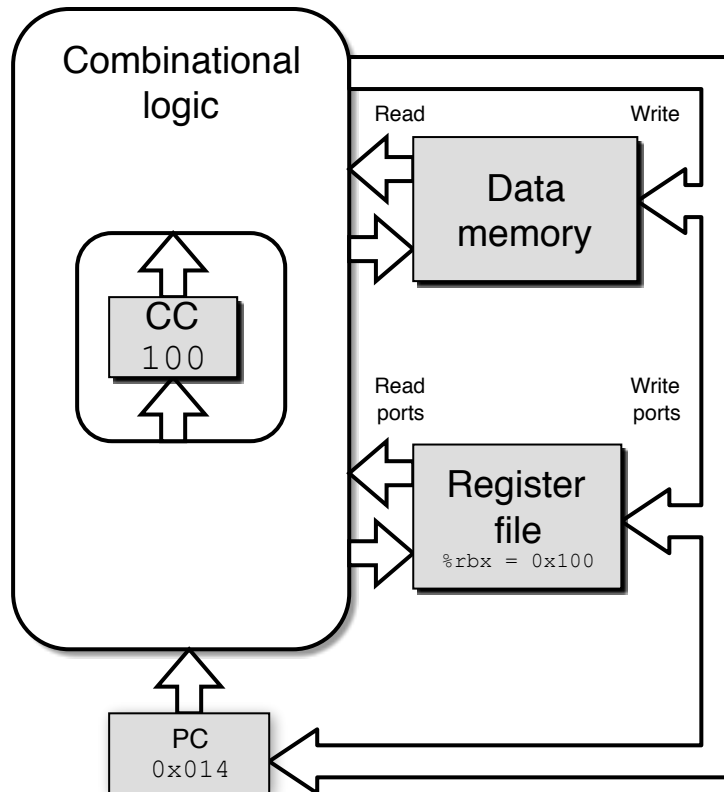 Combinational
logic
Read
Write
Data
memory
CC
100
Read
ports
Write
ports
Register
file
%rbx = 0x100
PC
0x014